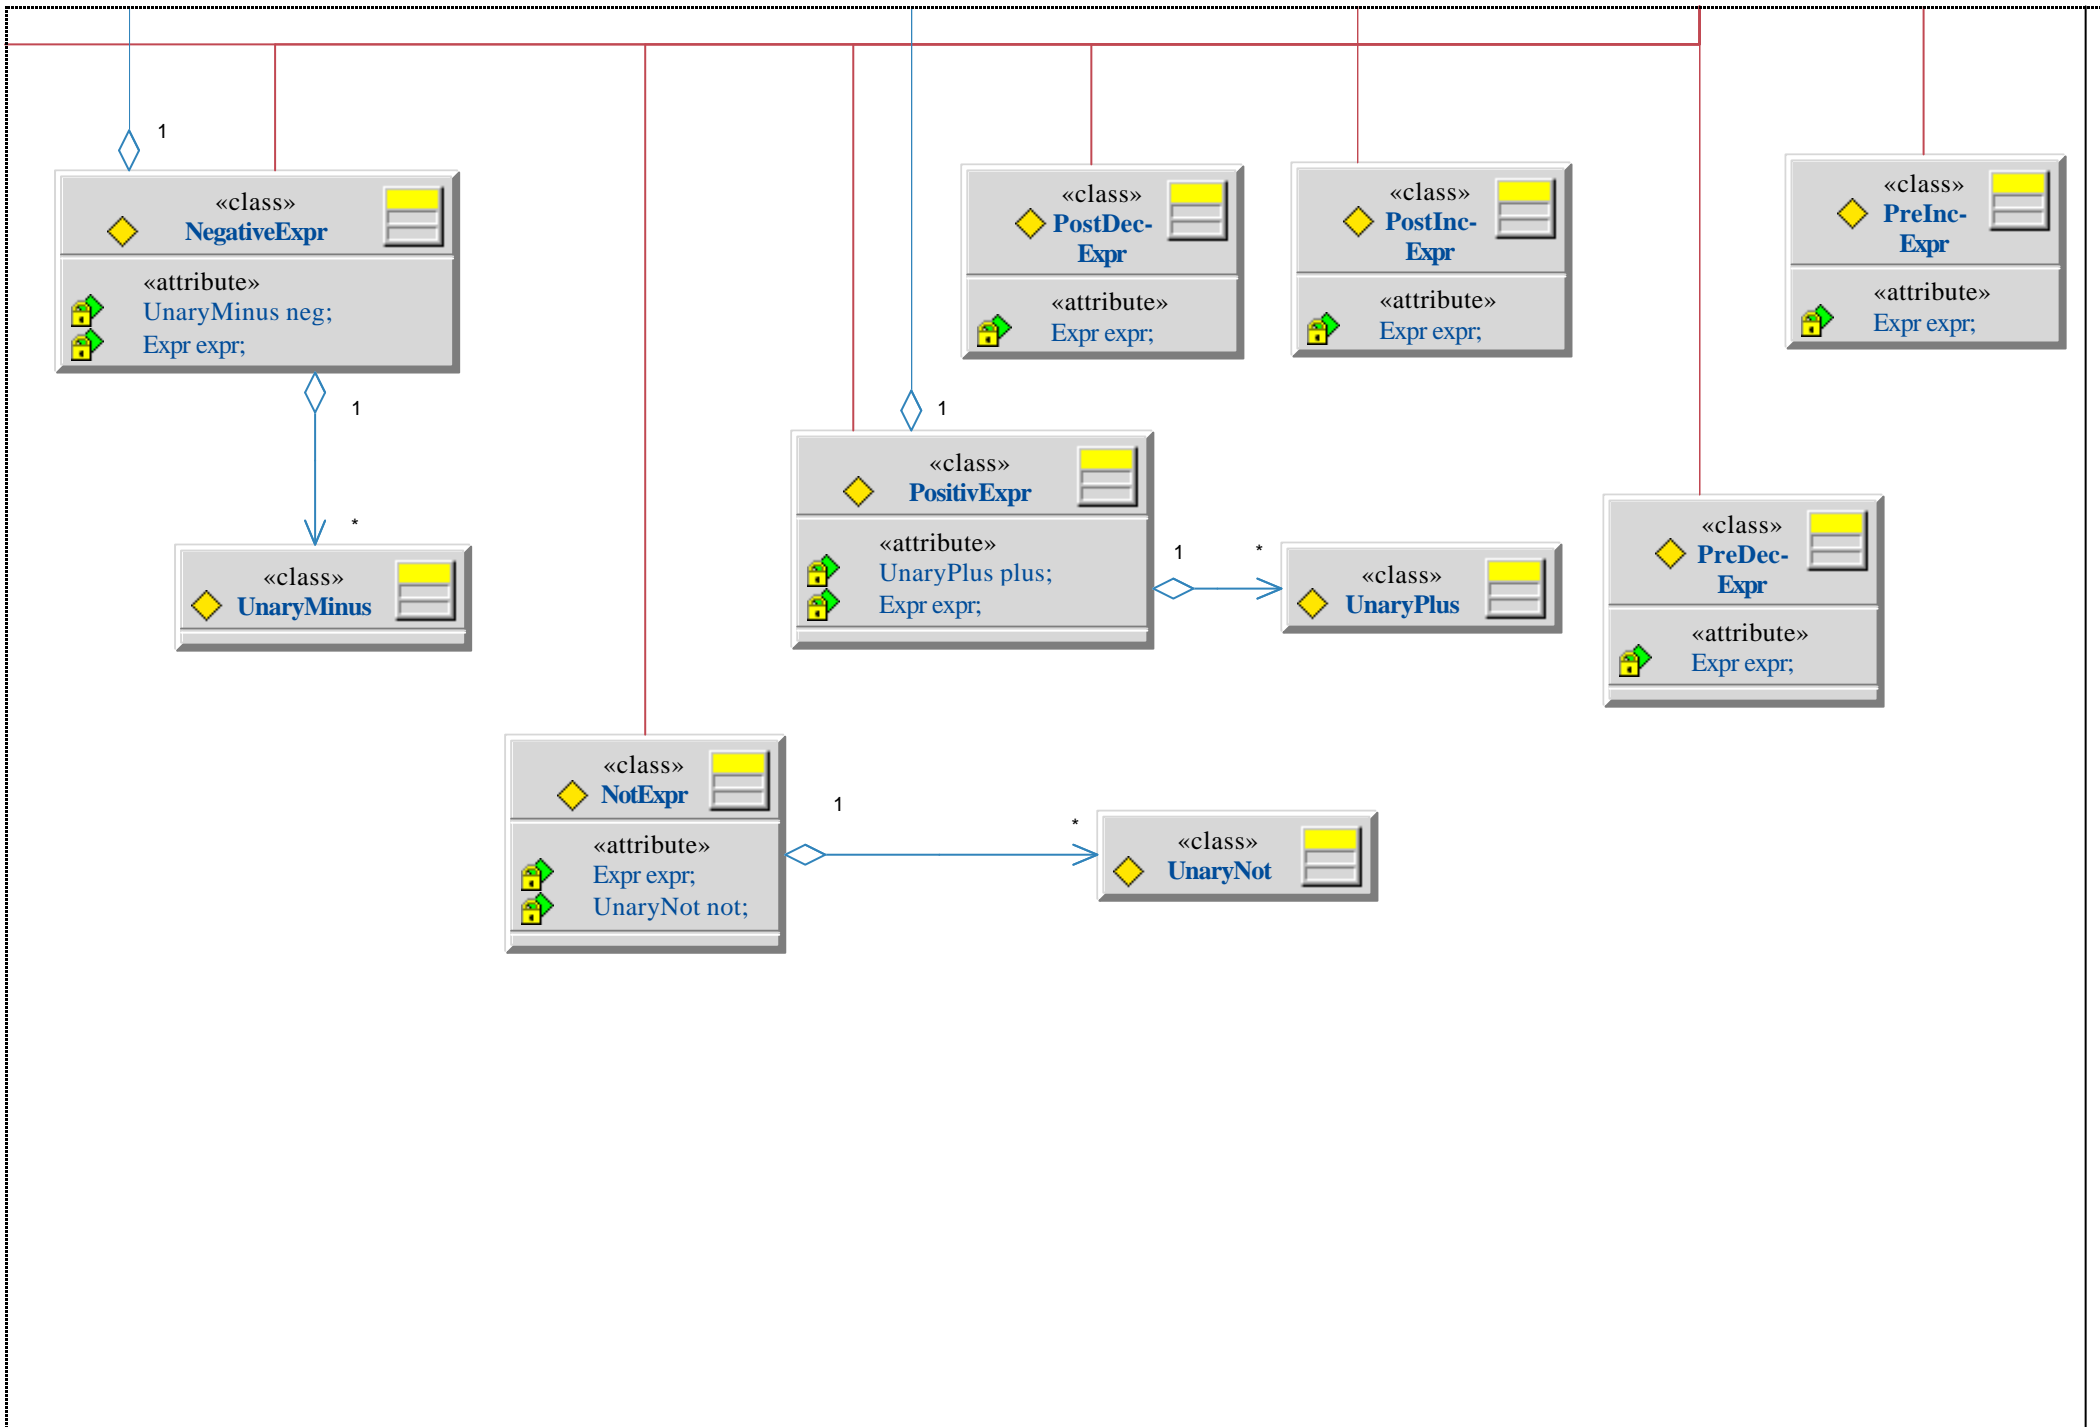 1
«class»
NegativeExpr
«attribute»
UnaryMinus neg;
Expr expr;
1
*
«class»
UnaryMinus
«class»
PostDec-
Expr
«attribute»
Expr expr;
«class»
PostInc-
Expr
«attribute»
Expr expr;
«class»
PreInc-
Expr
«attribute»
Expr expr;
1
«class»
PositivExpr
«attribute»
UnaryPlus plus;
Expr expr;
1
*
«class»
UnaryPlus
«class»
PreDec-
Expr
«attribute»
Expr expr;
«class»
NotExpr
«attribute»
Expr expr;
UnaryNot not;
1
*
«class»
UnaryNot